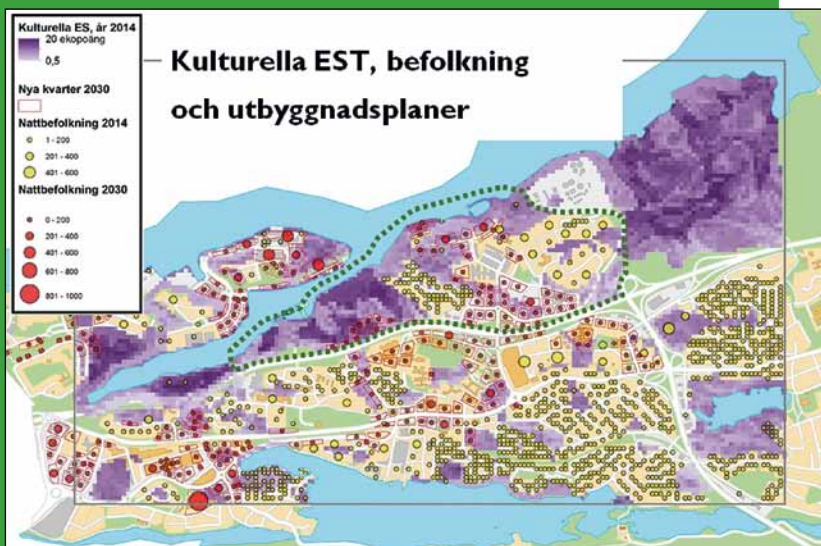 Kulturella EST, befolkning
och utbyggnadsplaner
Kulturella ES, år 2014
20 ekopoäng
0,5
Nya kvarter 2030
Nattbefolkning 2014
1 - 200
201 - 400
401 - 600
Nattbefolkning 2030
0 - 200
201 - 400
401 - 600
601 - 800
801 - 1000